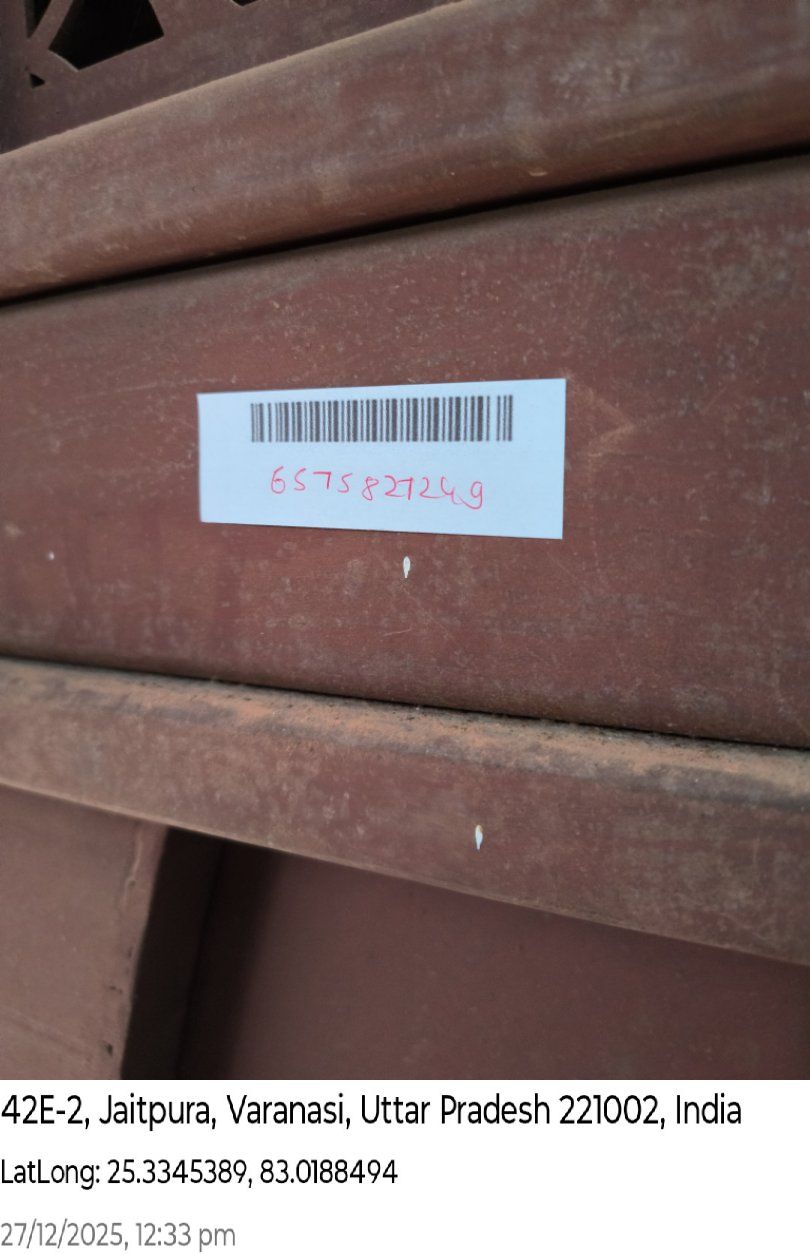 6575827249
42E-2, Jaitpura, Varanasi, Uttar Pradesh 221002, India
LatLong: 25.3345389, 83.0188494
27/12/2025, 12:33 pm